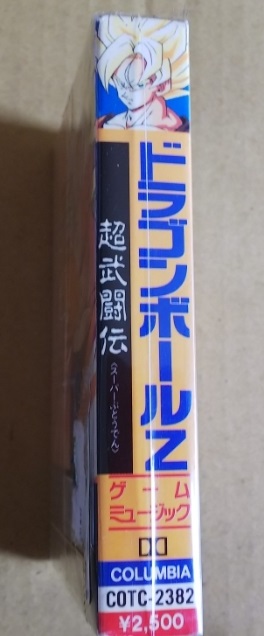 ドラゴンボールZ
超武闘伝
〈スーパーぶとうでん〉
ゲーム
ミュージック
COLUMBIA
COTC-2382
¥2,500